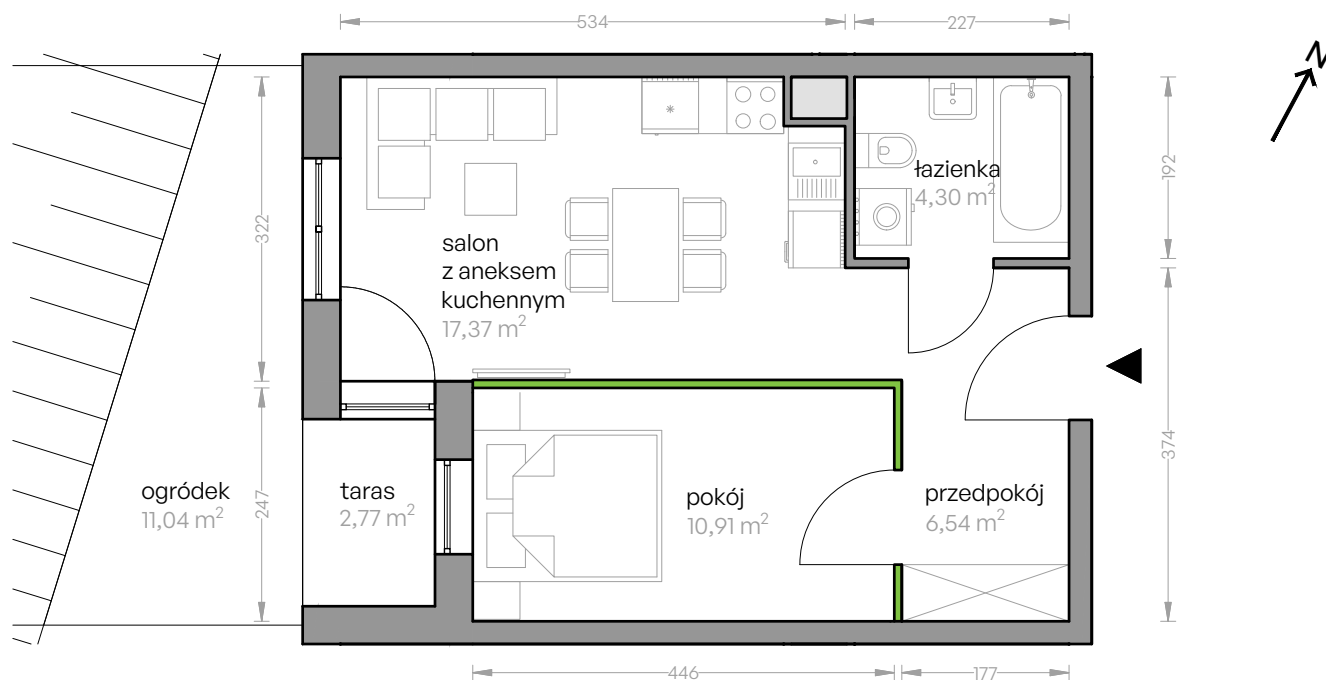 534
227
N
322
192
łazienka
4,30 m²
salon
z aneksem
kuchennym
17,37 m²
374
247
ogródek
11,04 m²
taras
2,77 m²
pokój
10,91 m²
przedpokój
6,54 m²
446
177